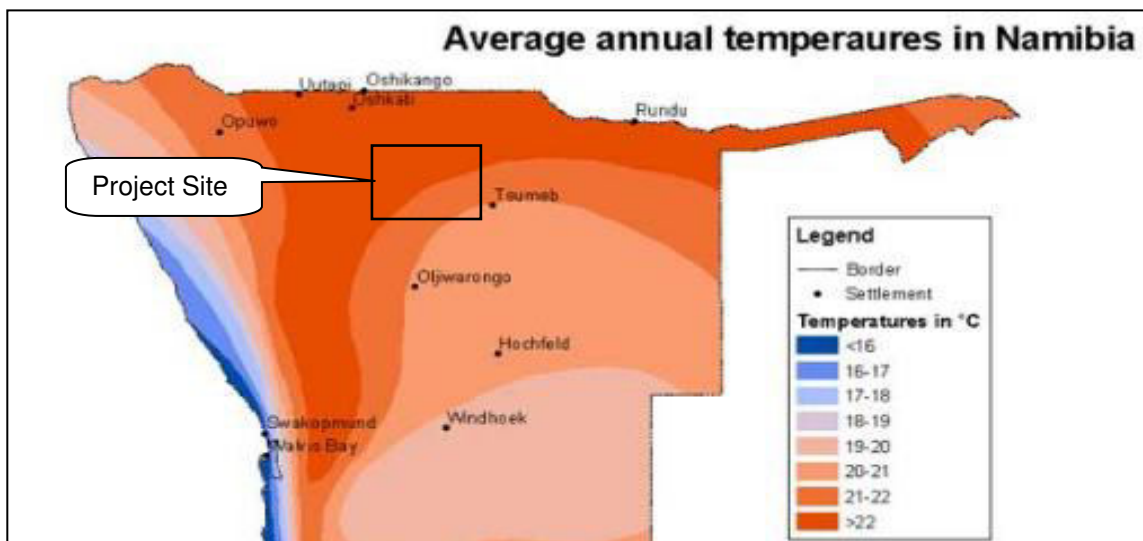 Average annual temperaures in Namibia
Uutapi
Oshikango
Oshkati
Opuwo
Rundu
Project Site
Tsumeb
Legend
Border
Settlement
Temperatures in °C
<16
16-17
17-18
18-19
19-20
20-21
21-22
>22
Otjiwarongo
Hochfeld
Windhoek
Swakopmund
Walvis Bay